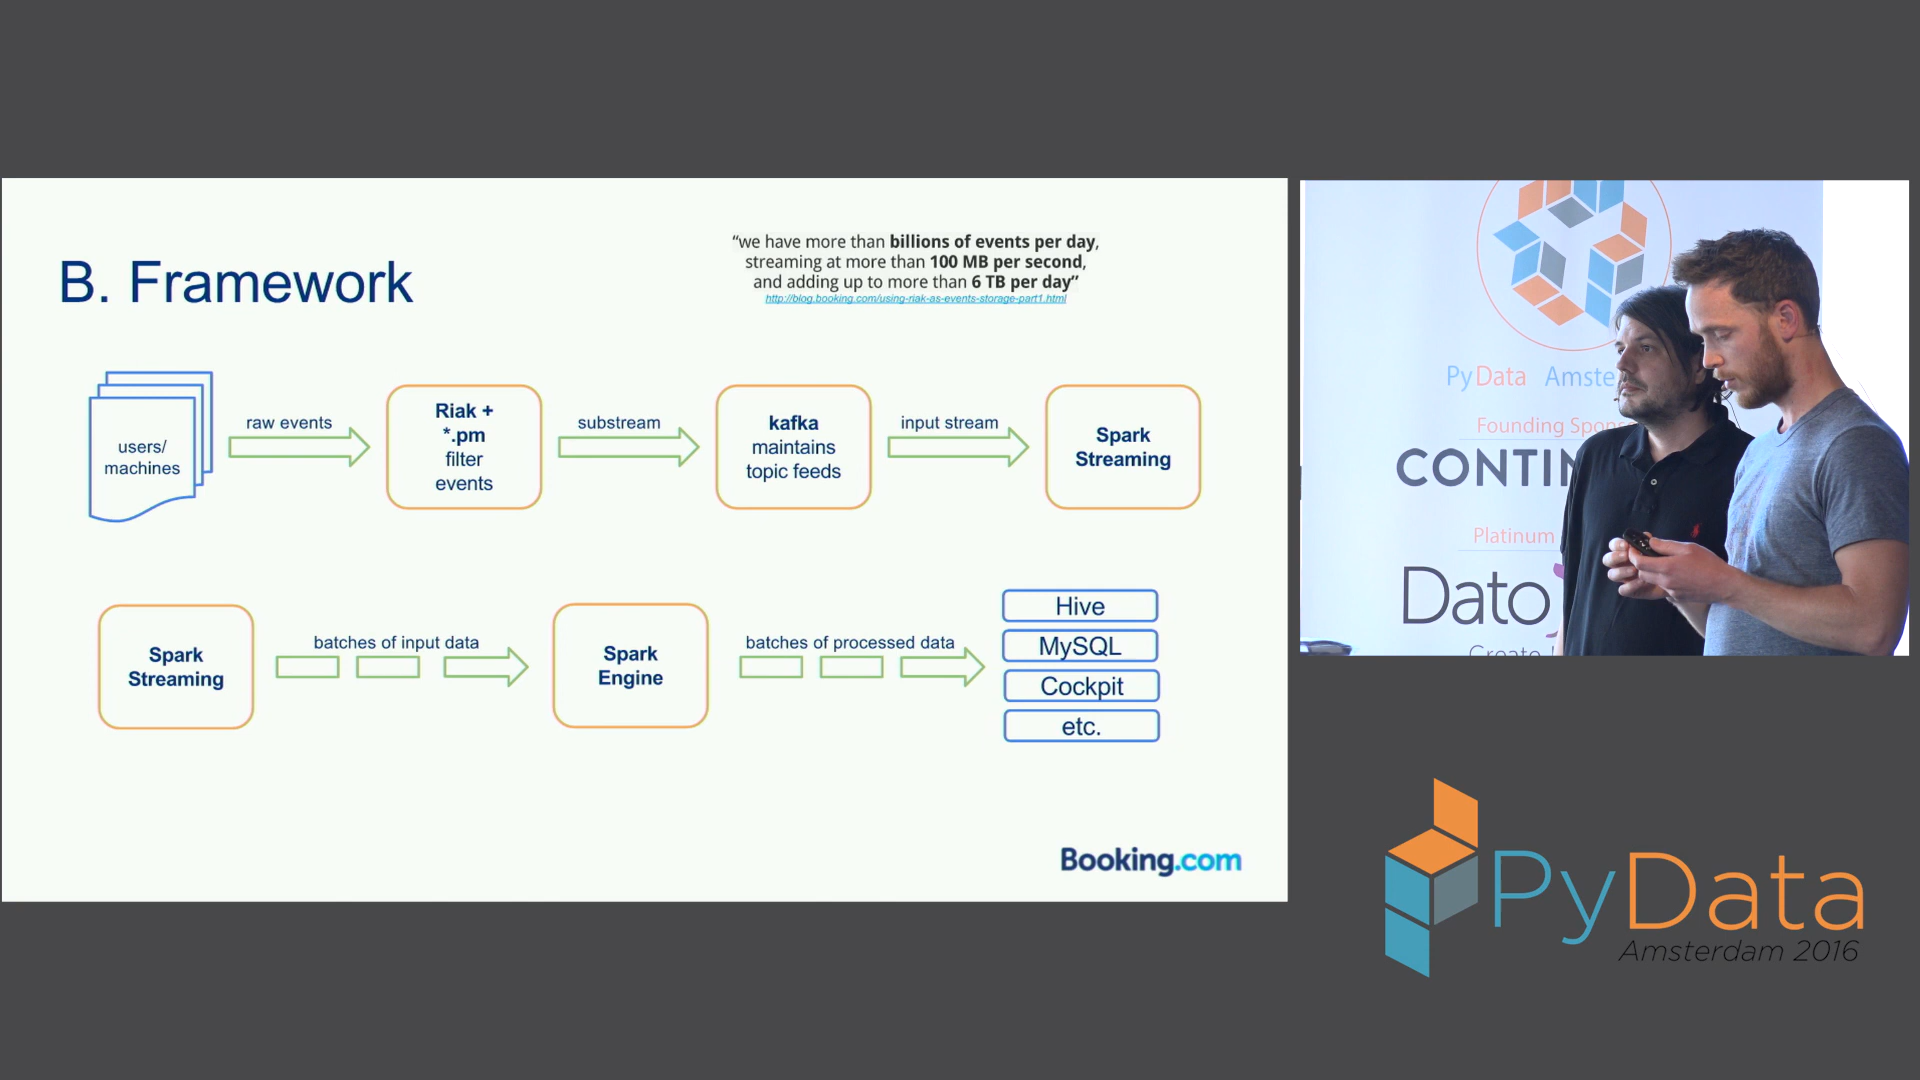 B. Framework
“we have more than billions of events per day,
streaming at more than 100 MB per second,
and adding up to more than 6 TB per day”
http://blog.booking.com/using-riak-as-events-storage-part1.html
users/
machines
raw events
Riak +
*.pm
filter
events
substream
kafka
maintains
topic feeds
input stream
Spark
Streaming
Spark
Streaming
batches of input data
Spark
Engine
batches of processed data
Hive
MySQL
Cockpit
etc.
Booking.com
PyData Amste
Founding Spons
CONTIN
Platinum
Dato
Create
PyData
Amsterdam 2016